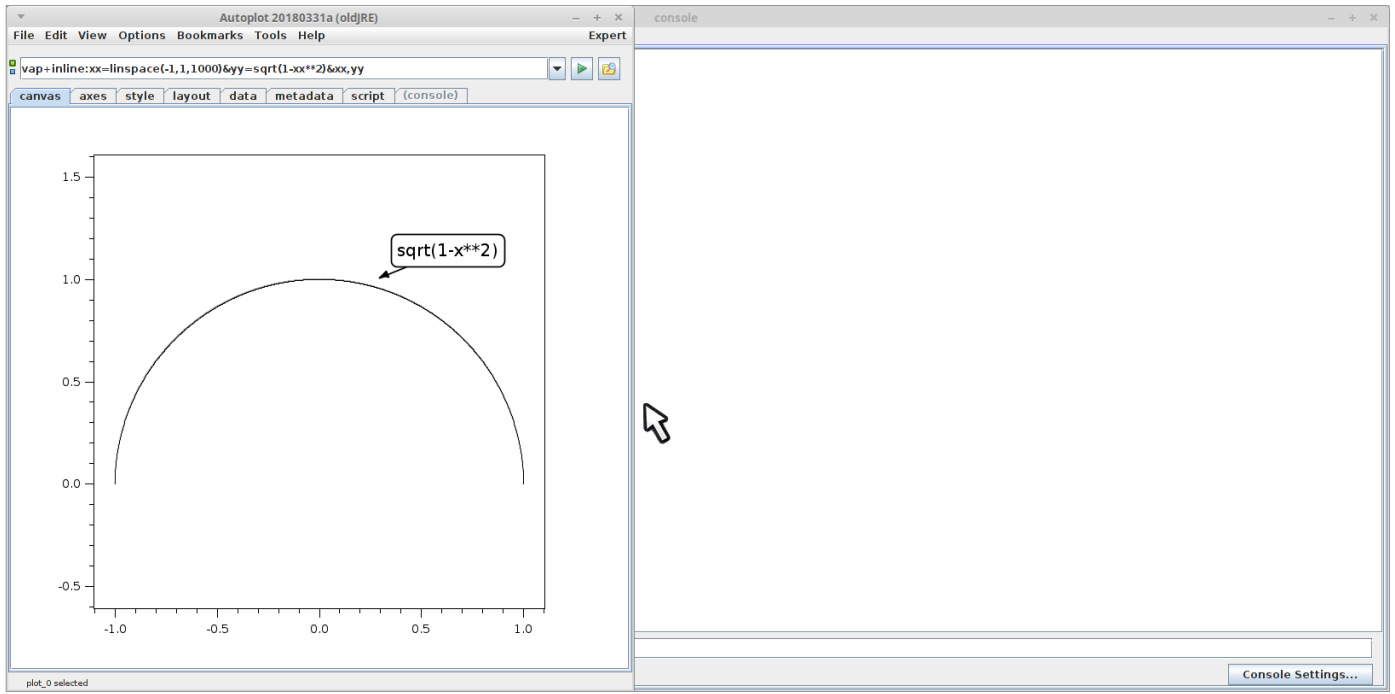 Autoplot 20180331a (oldJRE)
console
File Edit View Options Bookmarks Tools Help Expert
vap+inline:xx=linspace(-1,1,1000)&yy=sqrt(1-xx**2)&xx,yy
canvas axes style layout data metadata script (console)
1.5
sqrt(1-x**2)
1.0
0.5
0.0
-0.5
-1.0 -0.5 0.0 0.5 1.0
Console Settings...
plot_0 selected